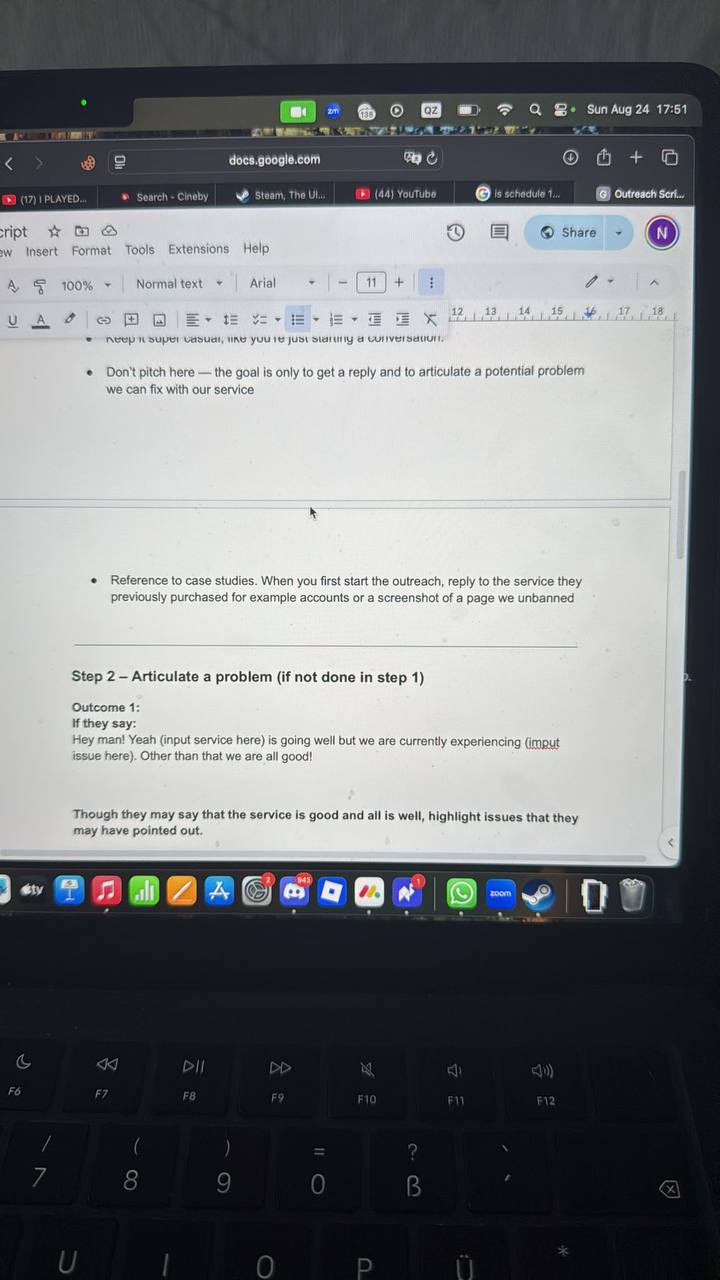 zm
138
QZ
Sun Aug 24 17:51
docs.google.com
(17) I PLAYED...
Search - Cineby
Steam, The Ul...
(44) YouTube
is schedule 1...
G
Outreach Scri...
cript
ew Insert Format Tools Extensions Help
Share
N
100%
Normal text
Arial
− 11 +
U A
12 13 14 15 16 17 18
• Keep it super casual, like you're just starting a conversation.
• Don't pitch here — the goal is only to get a reply and to articulate a potential problem
we can fix with our service
• Reference to case studies. When you first start the outreach, reply to the service they
previously purchased for example accounts or a screenshot of a page we unbanned
Step 2 – Articulate a problem (if not done in step 1)
Outcome 1:
If they say:
Hey man! Yeah (input service here) is going well but we are currently experiencing (imput
issue here). Other than that we are all good!
Though they may say that the service is good and all is well, highlight issues that they
may have pointed out.
tv
2
943
1
zoom
F6 F7 F8 F9 F10 F11 F12
/ ( ) = ? `
7 8 9 0 ß ´
U I O P Ü *